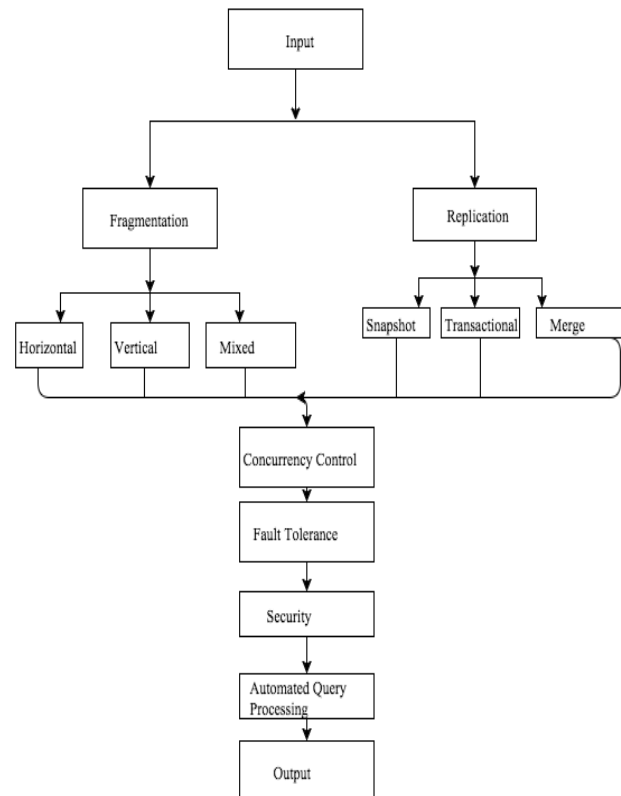 Input
Fragmentation
Replication
Horizontal
Vertical
Mixed
Snapshot
Transactional
Merge
Concurrency Control
Fault Tolerance
Security
Automated Query
Processing
Output